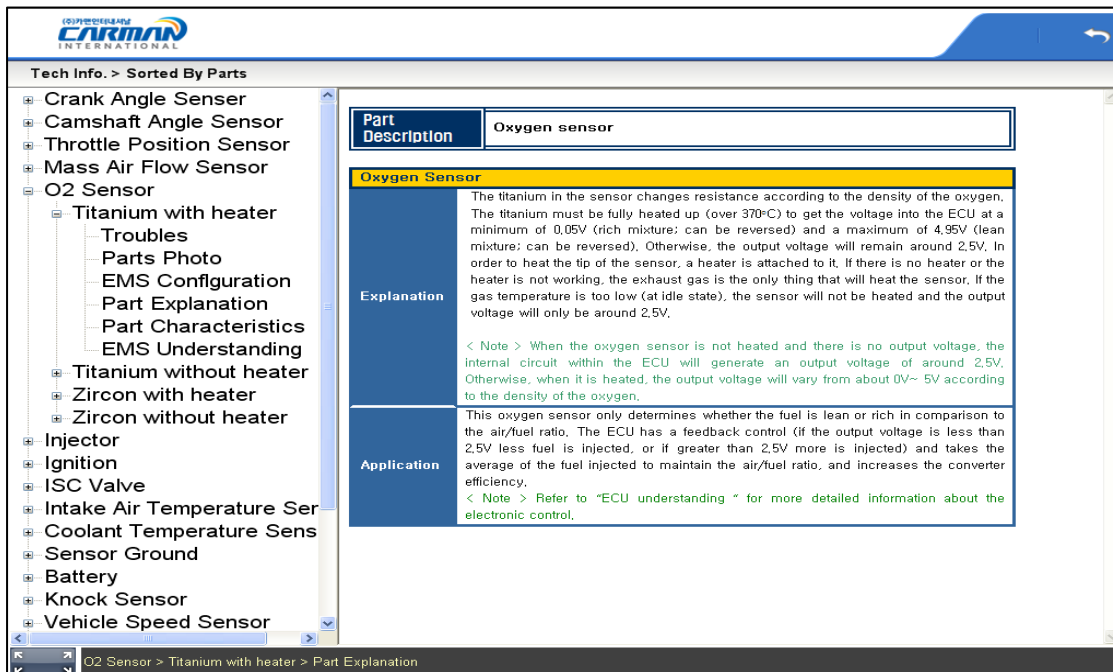 (주)카맨인터내셔날
CARMAN
INTERNATIONAL
Tech Info. > Sorted By Parts
Crank Angle Senser
Camshaft Angle Sensor
Throttle Position Sensor
Mass Air Flow Sensor
O2 Sensor
Titanium with heater
Troubles
Parts Photo
EMS Configuration
Part Explanation
Part Characteristics
EMS Understanding
Titanium without heater
Zircon with heater
Zircon without heater
Injector
Ignition
ISC Valve
Intake Air Temperature Ser
Coolant Temperature Sens
Sensor Ground
Battery
Knock Sensor
Vehicle Speed Sensor
Part
Description
Oxygen sensor
Oxygen Sensor
Explanation
The titanium in the sensor changes resistance according to the density of the oxygen.
The titanium must be fully heated up (over 370°C) to get the voltage into the ECU at a
minimum of 0.05V (rich mixture; can be reversed) and a maximum of 4.95V (lean
mixture; can be reversed). Otherwise, the output voltage will remain around 2.5V. In
order to heat the tip of the sensor, a heater is attached to it. If there is no heater or the
heater is not working, the exhaust gas is the only thing that will heat the sensor. If the
gas temperature is too low (at idle state), the sensor will not be heated and the output
voltage will only be around 2.5V.
< Note > When the oxygen sensor is not heated and there is no output voltage, the
internal circuit within the ECU will generate an output voltage of around 2.5V.
Otherwise, when it is heated, the output voltage will vary from about 0V~ 5V according
to the density of the oxygen.
Application
This oxygen sensor only determines whether the fuel is lean or rich in comparison to
the air/fuel ratio. The ECU has a feedback control (if the output voltage is less than
2.5V less fuel is injected, or if greater than 2.5V more is injected) and takes the
average of the fuel injected to maintain the air/fuel ratio, and increases the converter
efficiency.
< Note > Refer to "ECU understanding " for more detailed information about the
electronic control.
O2 Sensor > Titanium with heater > Part Explanation